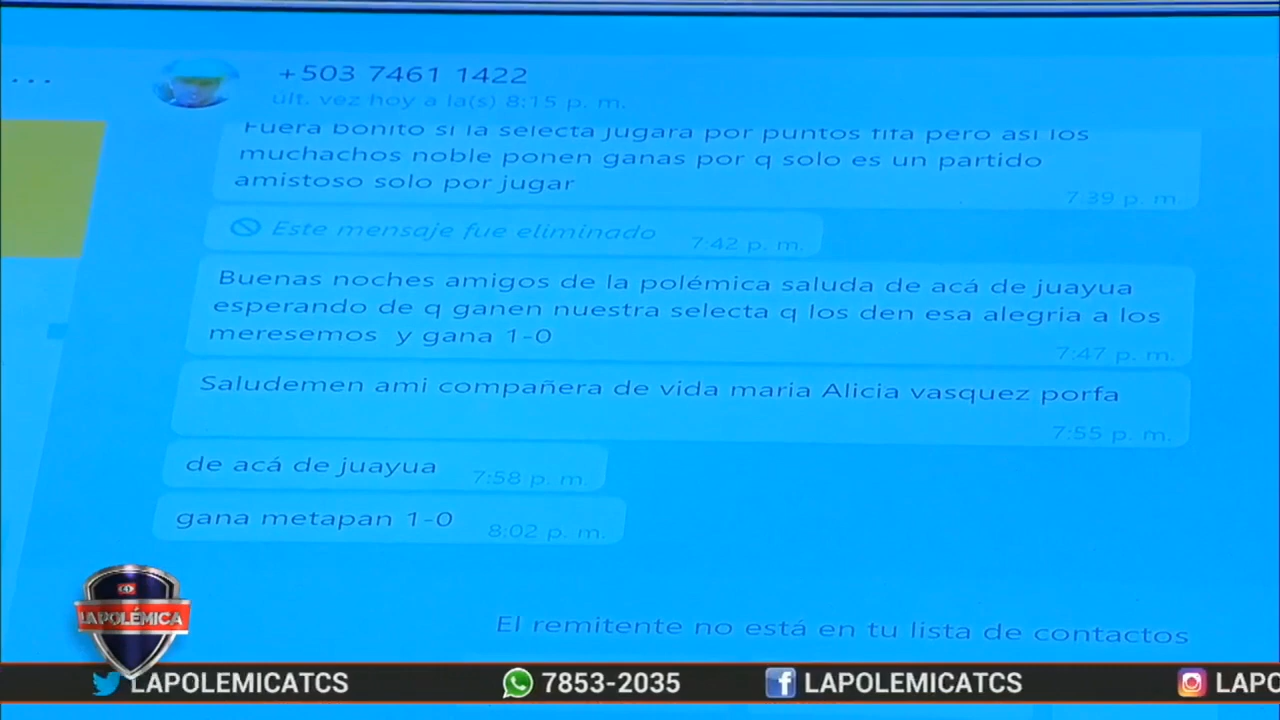 +503 7461 1422
últ. vez hoy a la(s) 8:15 p. m.
Fuera bonito si la selecta jugara por puntos fifa pero asi los
muchachos noble ponen ganas por q solo es un partido
amistoso solo por jugar
7:39 p. m.
Este mensaje fue eliminado 7:42 p. m.
Buenas noches amigos de la polémica saluda de acá de juayua
esperando de q ganen nuestra selecta q los den esa alegria a los
meresemos y gana 1-0
7:47 p. m.
Saludemen ami compañera de vida maria Alicia vasquez porfa
7:55 p. m.
de acá de juayua 7:58 p. m.
gana metapan 1-0 8:02 p. m.
El remitente no está en tu lista de contactos
LA POLÉMICA
LAPOLEMICATCS 7853-2035 LAPOLEMICATCS LAPO